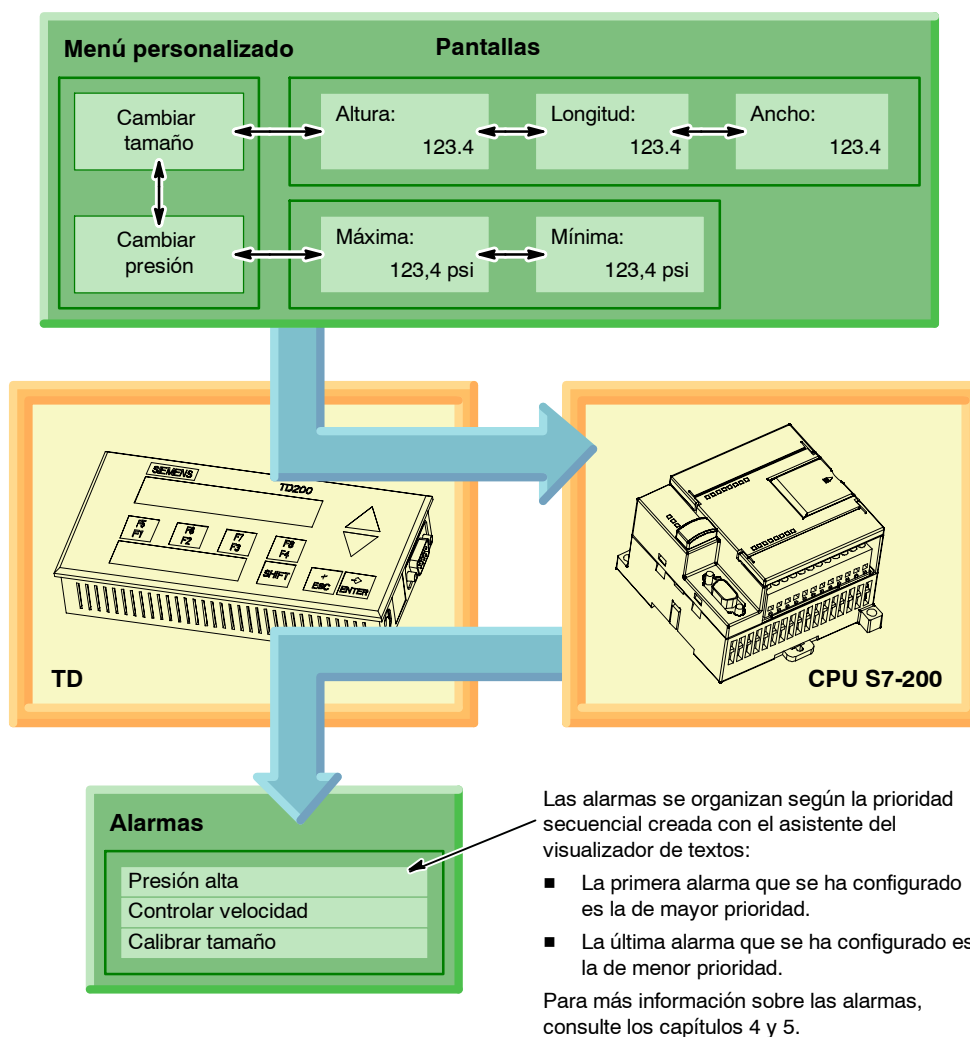 Menú personalizado
Pantallas
Cambiar
tamaño
Altura:
123.4
Longitud:
123.4
Ancho:
123.4
Cambiar
presión
Máxima:
123,4 psi
Mínima:
123,4 psi
SIEMENS
TD200
F5
F1
F6
F2
F7
F3
F8
F4
SHIFT
ESC
ENTER
TD
CPU S7-200
Alarmas
Presión alta
Controlar velocidad
Calibrar tamaño
Las alarmas se organizan según la prioridad
secuencial creada con el asistente del
visualizador de textos:
■ La primera alarma que se ha configurado
es la de mayor prioridad.
■ La última alarma que se ha configurado es
la de menor prioridad.
Para más información sobre las alarmas,
consulte los capítulos 4 y 5.